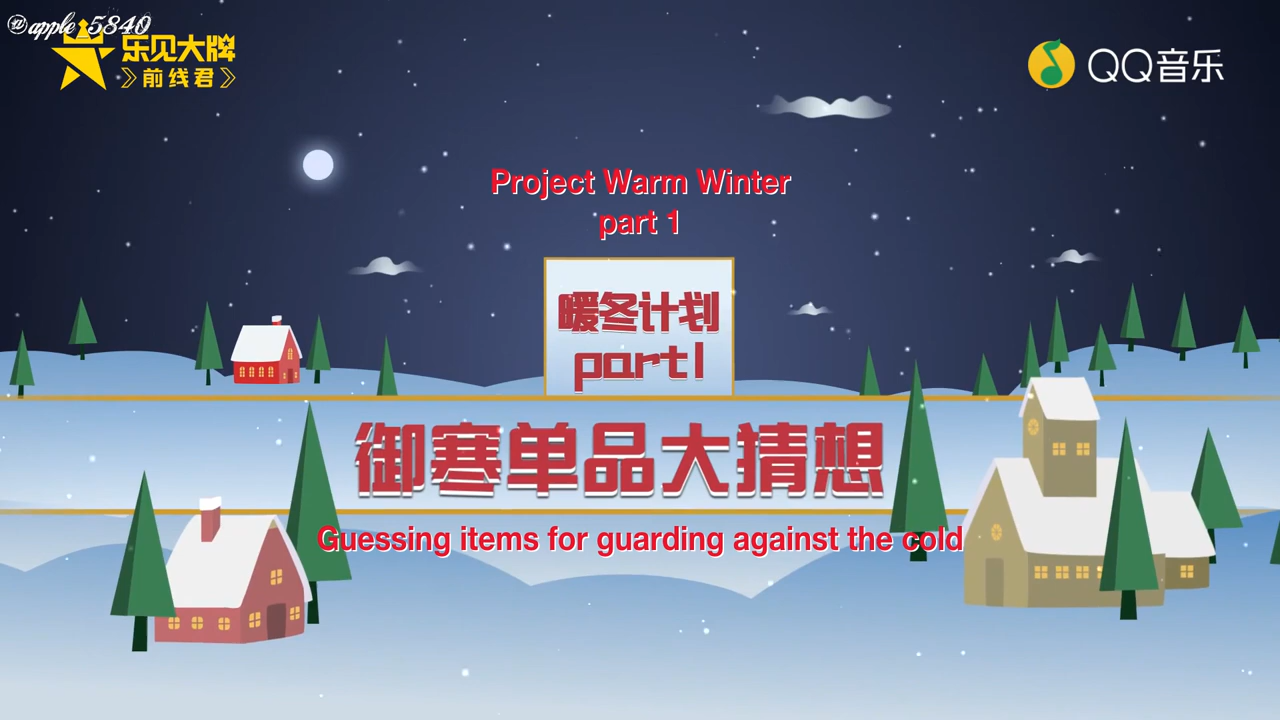 @apple_5840
乐见大牌
》前线君》
QQ音乐
Project Warm Winter
part 1
暖冬计划
part1
御寒单品大猜想
Guessing items for guarding against the cold